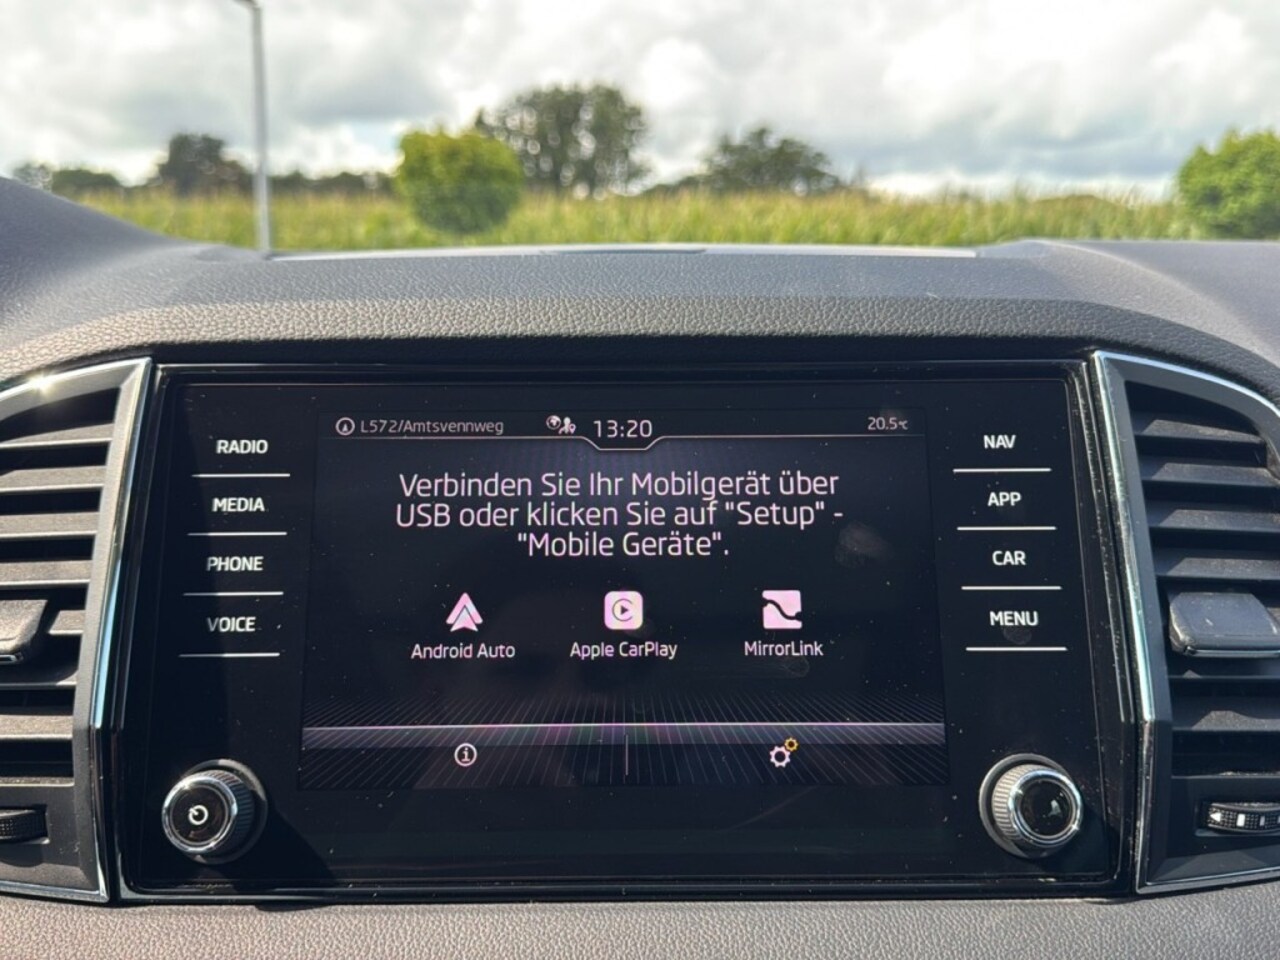 L572/Amtsvennweg 13:20 20.5°C
RADIO
MEDIA
PHONE
VOICE
Verbinden Sie Ihr Mobilgerät über
USB oder klicken Sie auf "Setup" -
"Mobile Geräte".
Android Auto Apple CarPlay MirrorLink
NAV
APP
CAR
MENU